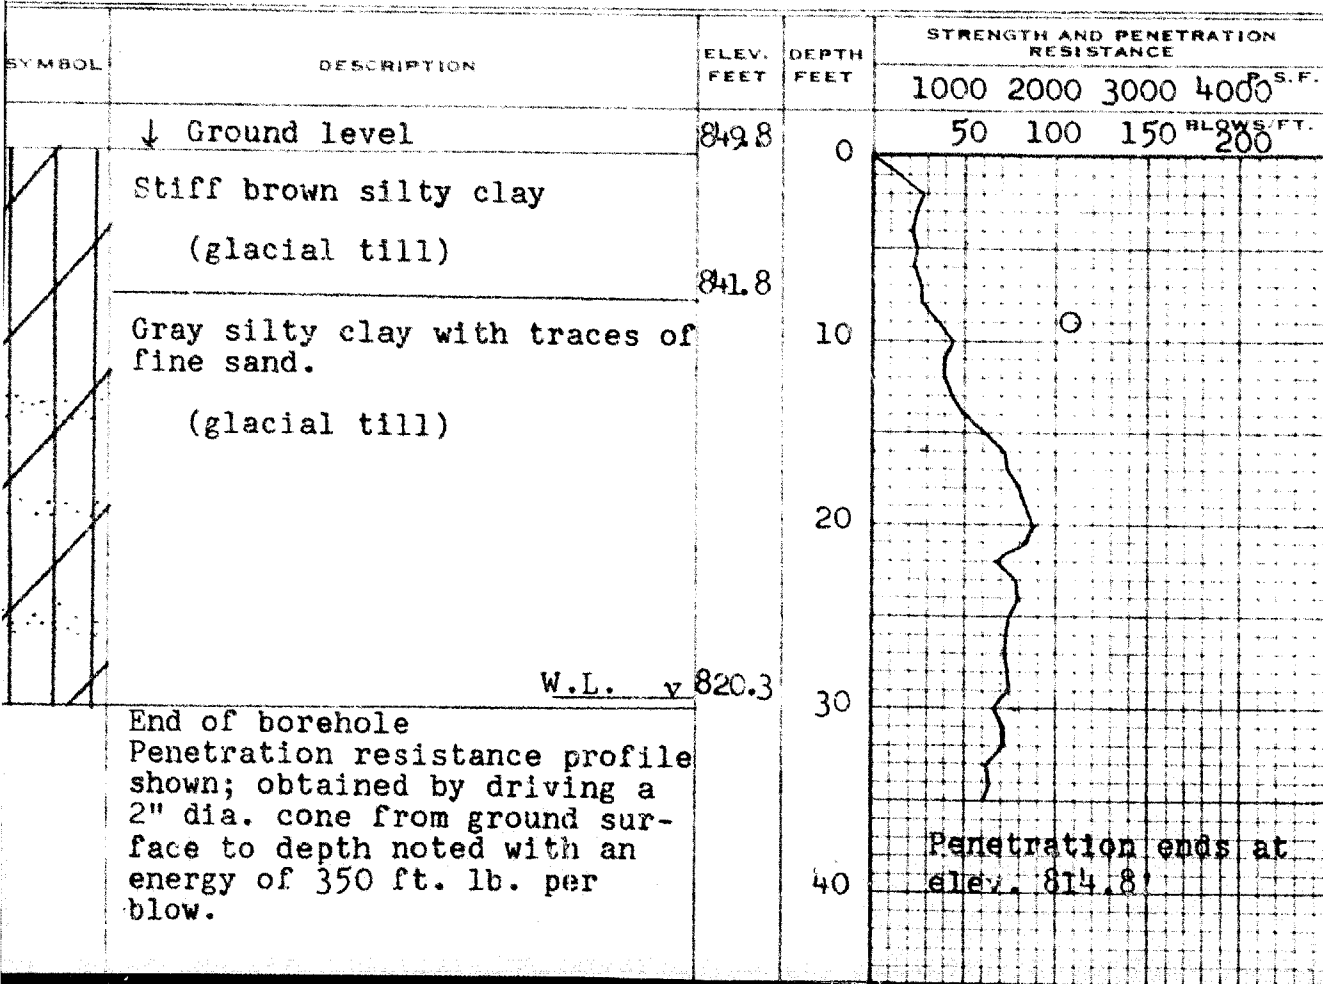 SYMBOL DESCRIPTION ELEV. FEET DEPTH FEET STRENGTH AND PENETRATION RESISTANCE
1000 2000 3000 4000 P.S.F.
50 100 150 200 BLOWS/FT.
↓ Ground level 849.8 0
Stiff brown silty clay
(glacial till)
841.8
Gray silty clay with traces of 10
fine sand.
(glacial till)
20
W.L. v 820.3
30
End of borehole
Penetration resistance profile
shown; obtained by driving a
2" dia. cone from ground sur-
face to depth noted with an
energy of 350 ft. lb. per
blow.
Penetration ends at
40 elev. 814.8'